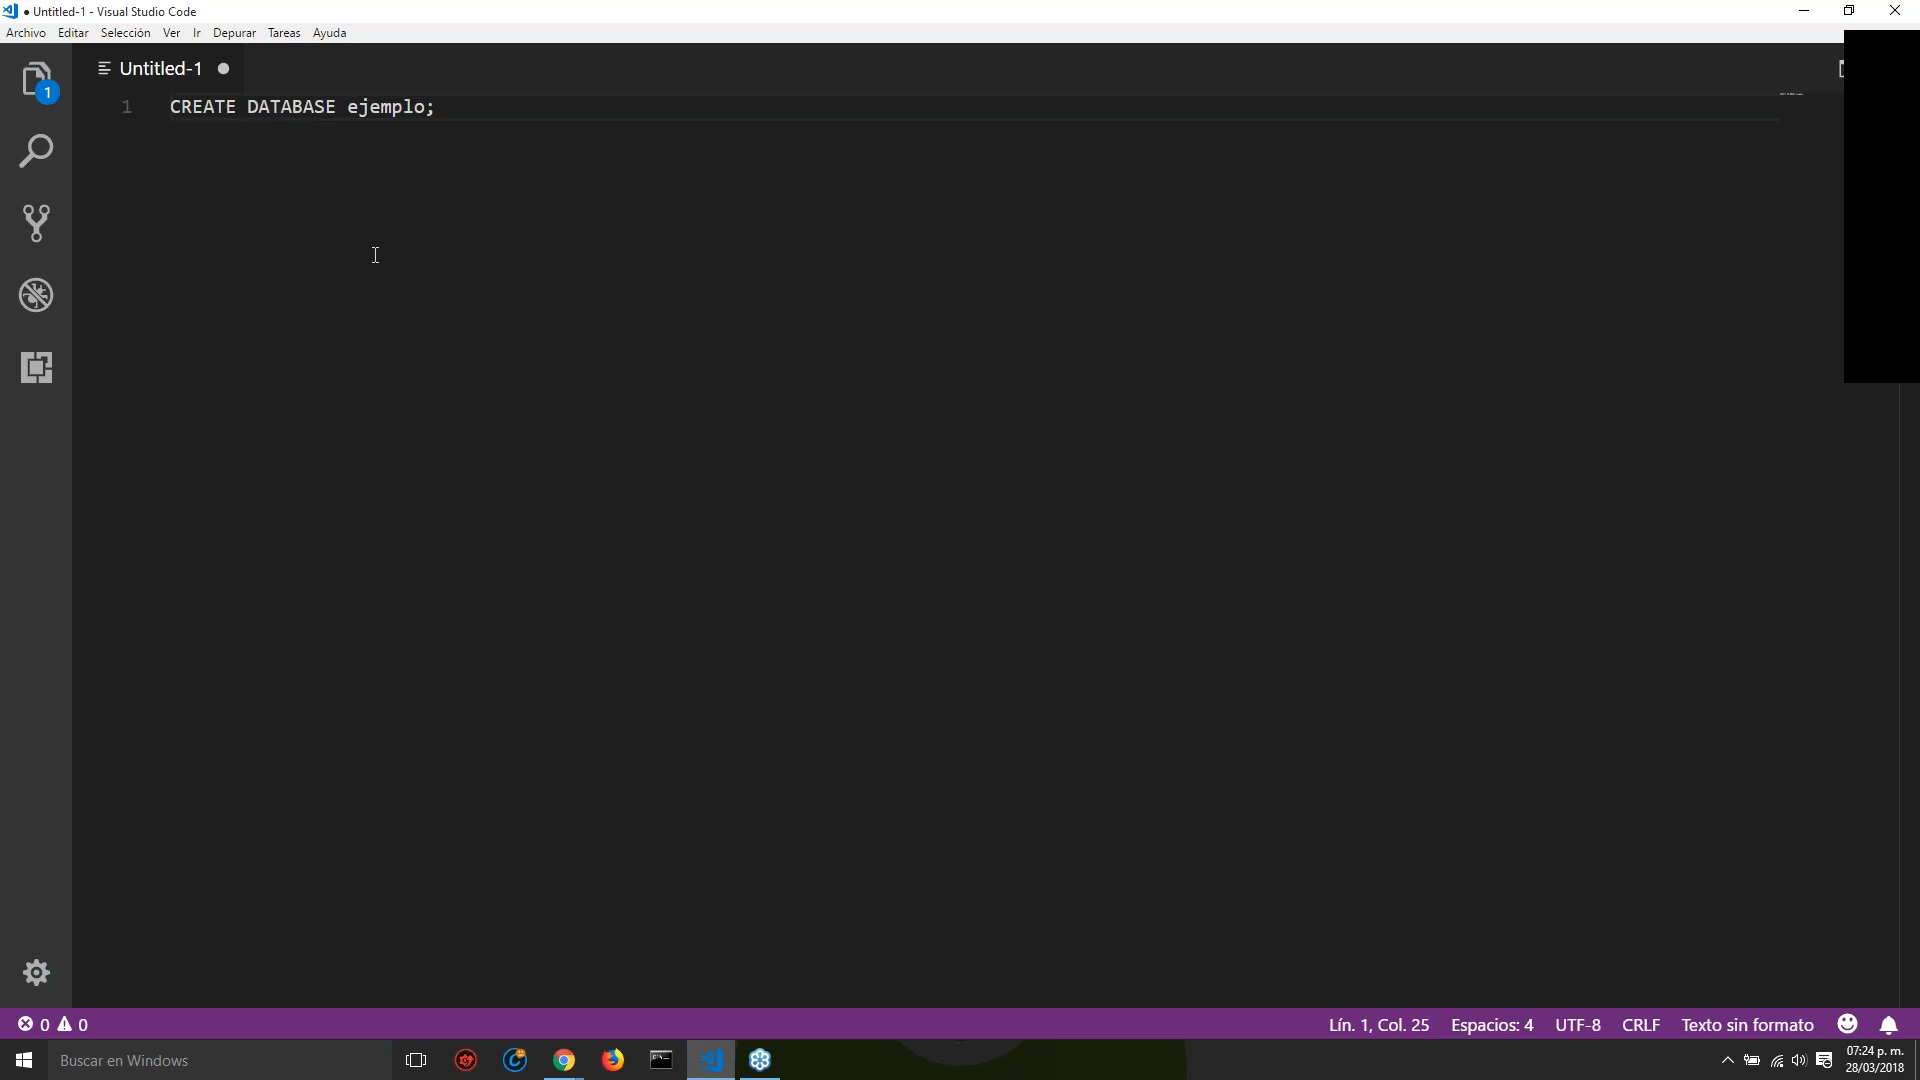 ● Untitled-1 - Visual Studio Code
Archivo Editar Selección Ver Ir Depurar Tareas Ayuda
Untitled-1 ●
1
1 CREATE DATABASE ejemplo;
0 0 Lín. 1, Col. 25 Espacios: 4 UTF-8 CRLF Texto sin formato
Buscar en Windows
07:24 p. m.
28/03/2018